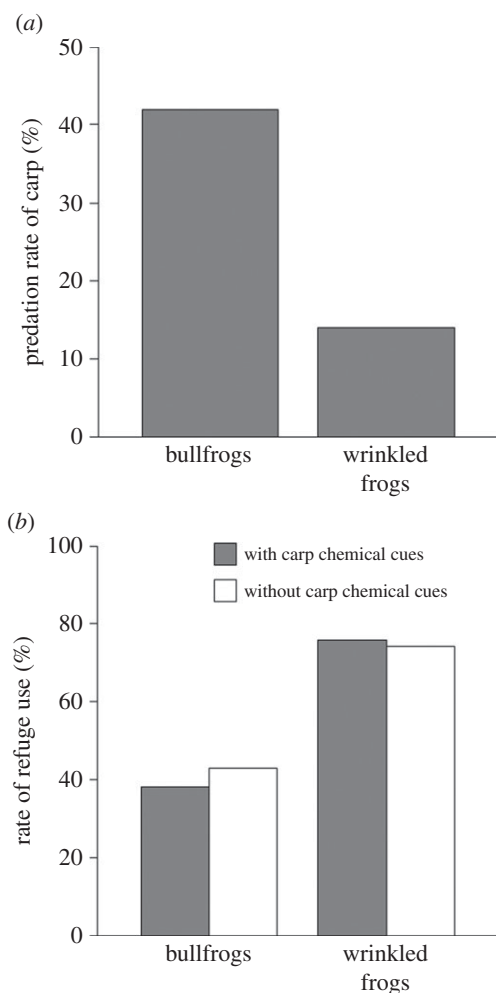 (a)
50
40
30
20
10
0
predation rate of carp (%)
bullfrogs
wrinkled
frogs
(b)
100
80
60
40
20
0
rate of refuge use (%)
with carp chemical cues
without carp chemical cues
bullfrogs
wrinkled
frogs